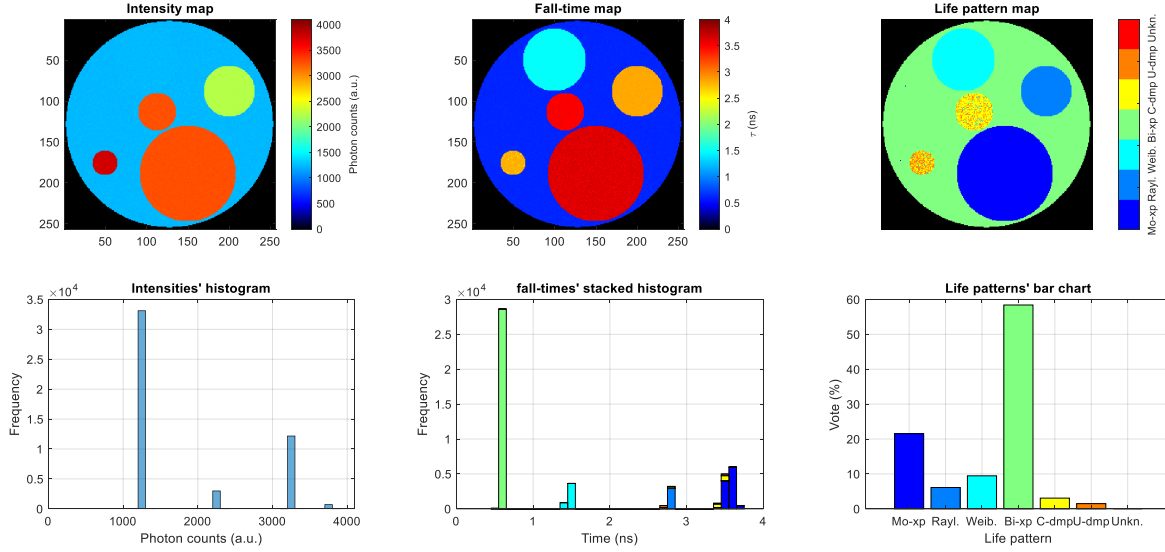 Intensity map
50
100
150
200
250
50 100 150 200 250
4000
3500
3000
2500
2000
1500
1000
500
0
Photon counts (a.u.)
Fall-time map
50
100
150
200
250
50 100 150 200 250
4
3.5
3
2.5
2
1.5
1
0.5
0
τ (ns)
Life pattern map
Mo-xp Rayl. Weib. Bi-xp C-dmp U-dmp Unkn.
Intensities' histogram
×10⁴
3.5
3
2.5
2
1.5
1
0.5
0
0 1000 2000 3000 4000
Frequency
Photon counts (a.u.)
fall-times' stacked histogram
×10⁴
3
2.5
2
1.5
1
0.5
0
0 1 2 3 4
Frequency
Time (ns)
Life patterns' bar chart
60
50
40
30
20
10
0
Mo-xp Rayl. Weib. Bi-xp C-dmp U-dmp Unkn.
Vote (%)
Life pattern